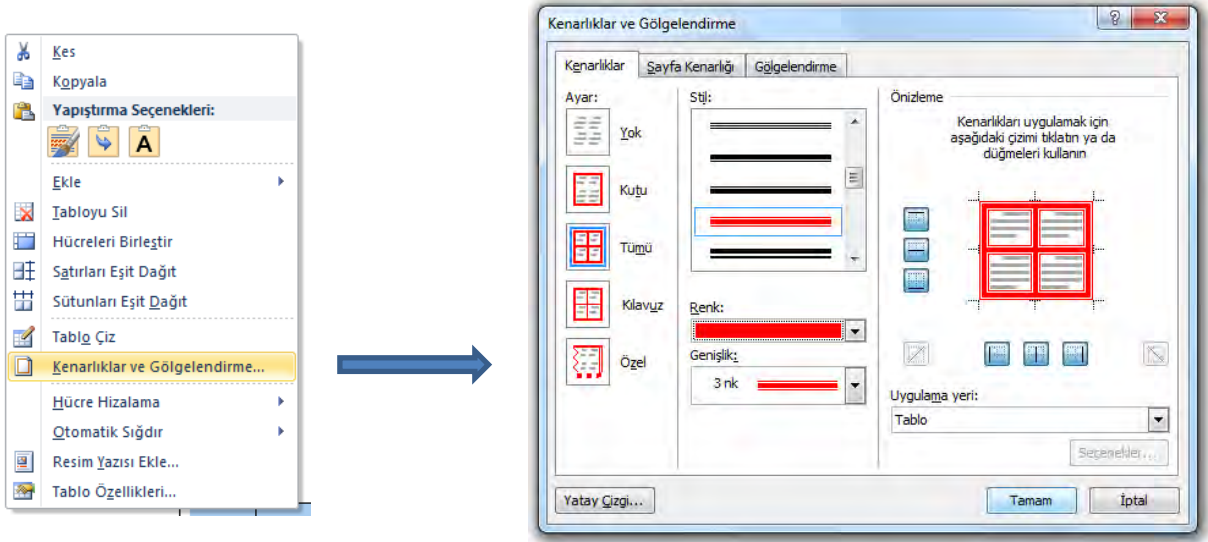 Kes
Kopyala
Yapıştırma Seçenekleri:
A
Ekle
Tabloyu Sil
Hücreleri Birleştir
Satırları Eşit Dağıt
Sütunları Eşit Dağıt
Tablo Çiz
Kenarlıklar ve Gölgelendirme...
Hücre Hizalama
Otomatik Sığdır
Resim Yazısı Ekle...
Tablo Özellikleri...
Kenarlıklar ve Gölgelendirme
Kenarlıklar Sayfa Kenarlığı Gölgelendirme
Ayar:
Yok
Kutu
Tümü
Kılavuz
Özel
Stil:
Renk:
Genişlik:
3 nk
Önizleme
Kenarlıkları uygulamak için
aşağıdaki çizimi tıklatın ya da
düğmeleri kullanın
Uygulama yeri:
Tablo
Seçenekler...
Yatay Çizgi...
Tamam
İptal